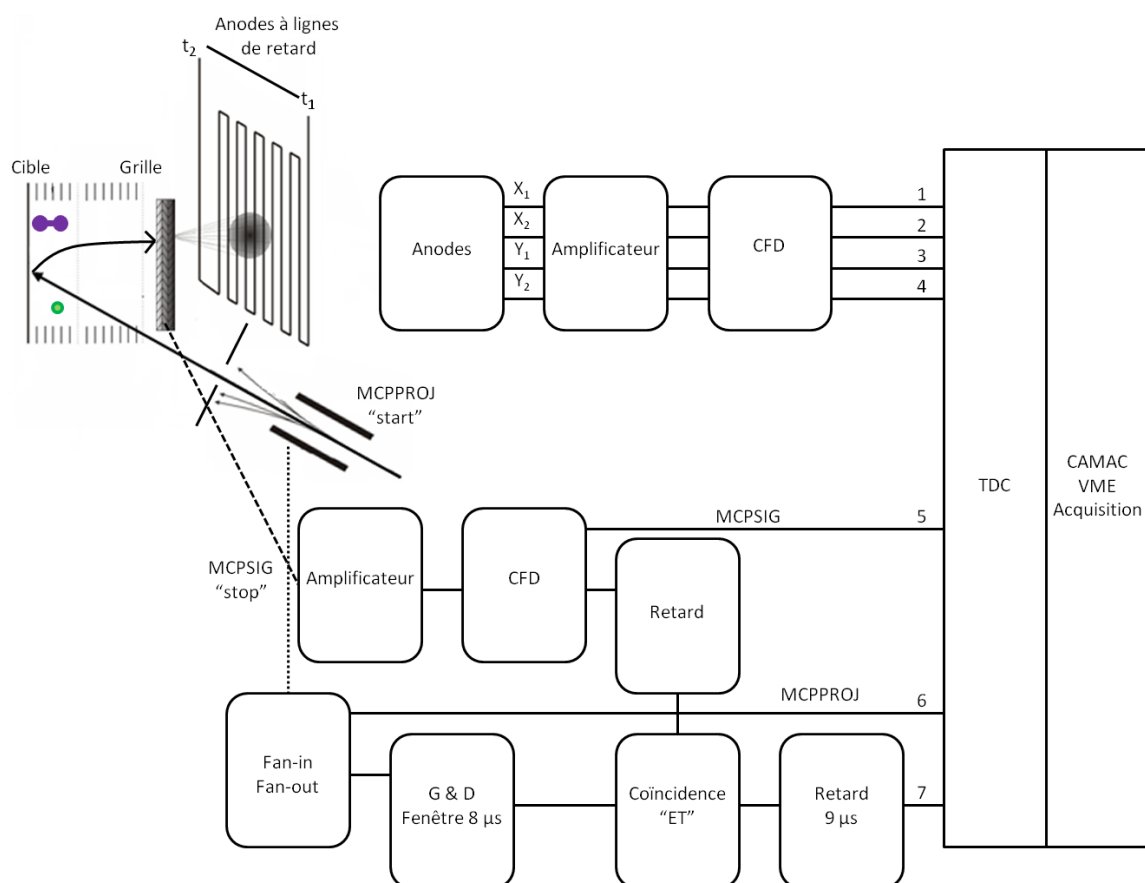 Anodes à lignes
de retard
t2
t1
Cible
Grille
MCPPROJ
“start”
MCPSIG
“stop”
Anodes
X1
X2
Y1
Y2
Amplificateur
CFD
1
2
3
4
TDC
CAMAC
VME
Acquisition
Amplificateur
CFD
MCPSIG
5
Retard
MCPPROJ
6
Fan-in
Fan-out
G & D
Fenêtre 8 µs
Coïncidence
“ET”
Retard
9 µs
7